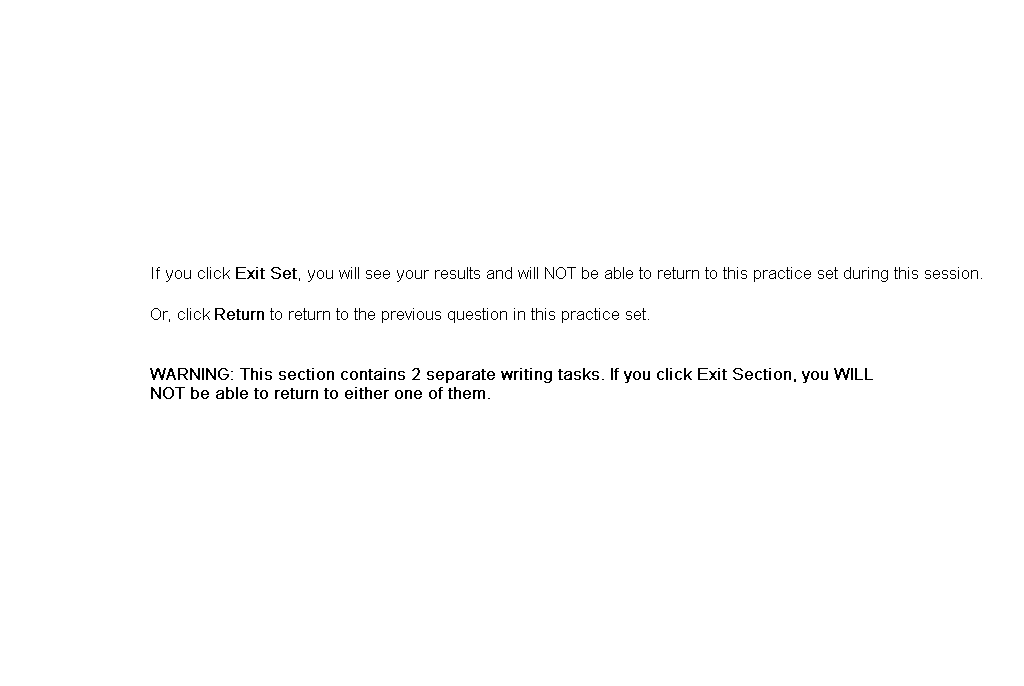 If you click Exit Set, you will see your results and will NOT be able to return to this practice set during this session.
Or, click Return to return to the previous question in this practice set.
WARNING: This section contains 2 separate writing tasks. If you click Exit Section, you WILL
NOT be able to return to either one of them.